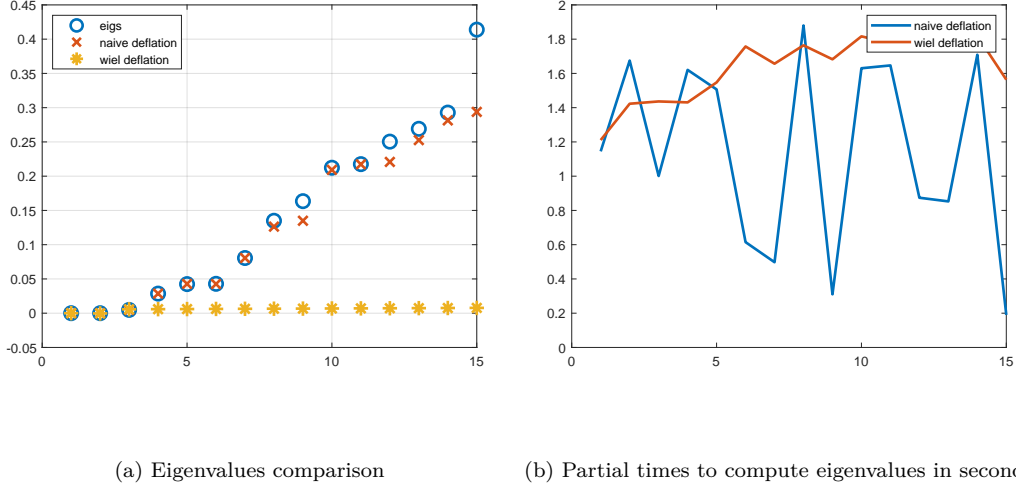 0.45
0.4
0.35
0.3
0.25
0.2
0.15
0.1
0.05
0
-0.05
0 5 10 15
eigs
naive deflation
wiel deflation
2
1.8
1.6
1.4
1.2
1
0.8
0.6
0.4
0.2
0
0 5 10 15
naive deflation
wiel deflation
(a) Eigenvalues comparison
(b) Partial times to compute eigenvalues in secon